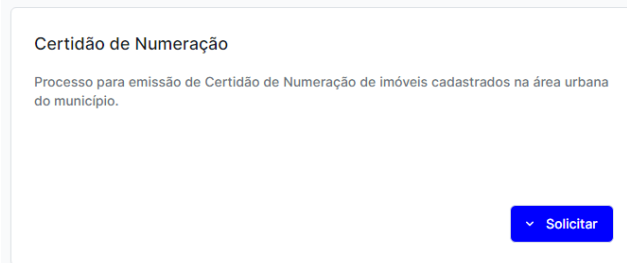 Certidão de Numeração
Processo para emissão de Certidão de Numeração de imóveis cadastrados na área urbana
do município.
Solicitar